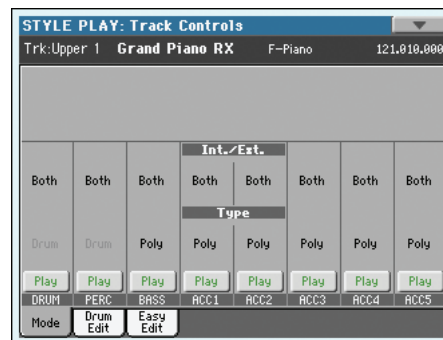 STYLE PLAY: Track Controls
Trk:Upper 1 Grand Piano RX F-Piano 121.010.000
Int./Ext.
Both Both Both Both Both Both Both Both
Type
Drum Drum Poly Poly Poly Poly Poly Poly
Play Play Play Play Play Play Play Play
DRUM PERC BASS ACC1 ACC2 ACC3 ACC4 ACC5
Mode Drum Edit Easy Edit